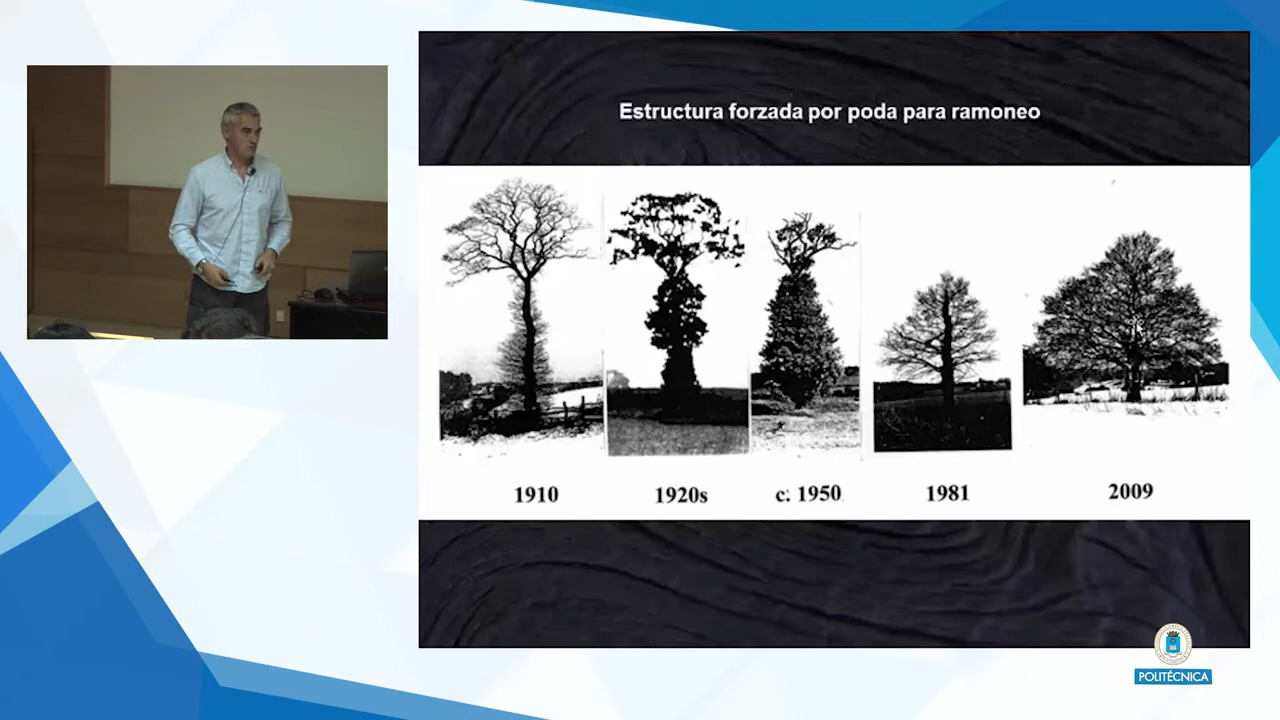 Estructura forzada por poda para ramoneo
1910
1920s
c. 1950
1981
2009
POLITÉCNICA